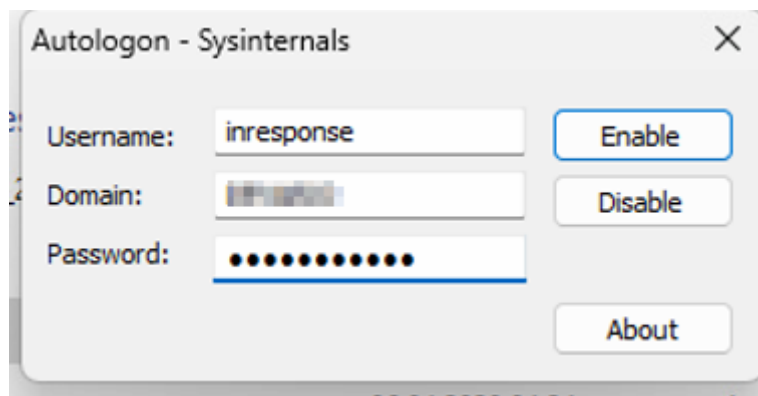 Autologon - Sysinternals
Username: inresponse Enable
Domain: Disable
Password: ●●●●●●●●●●● 
About